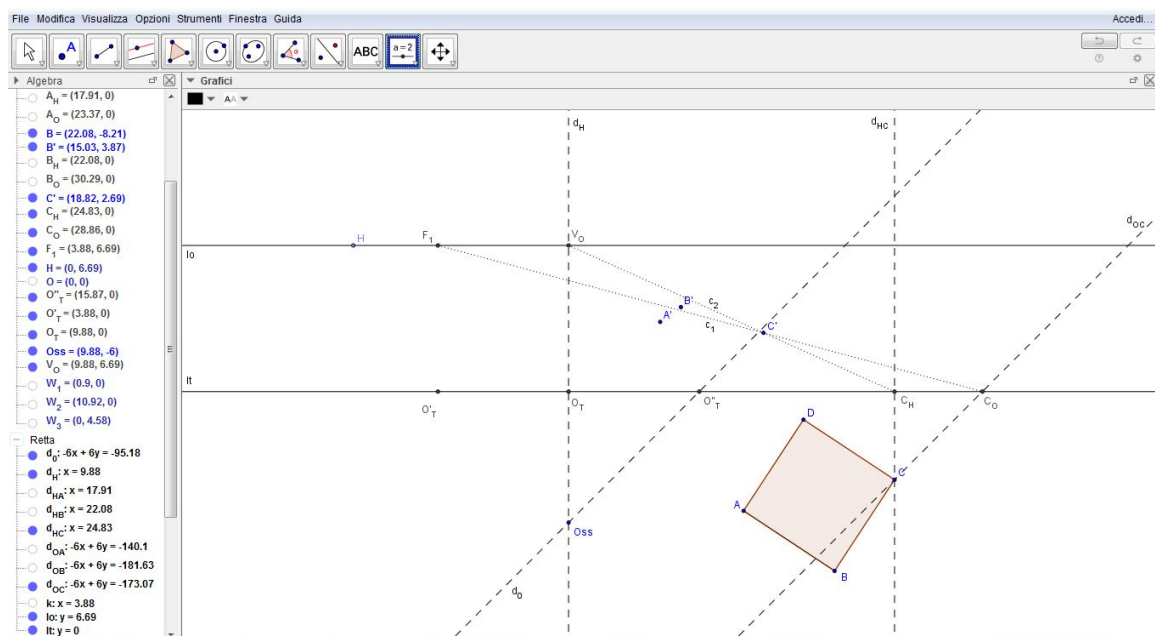 File Modifica Visualizza Opzioni Strumenti Finestra Guida Accedi...
A ABC a=2
Algebra
A_H = (17.91, 0)
A_O = (23.37, 0)
B = (22.08, -8.21)
B' = (15.03, 3.87)
B_H = (22.08, 0)
B_O = (30.29, 0)
C' = (18.82, 2.69)
C_H = (24.83, 0)
C_O = (28.86, 0)
F_1 = (3.88, 6.69)
H = (0, 6.69)
O = (0, 0)
O''_T = (15.87, 0)
O'_T = (3.88, 0)
O_T = (9.88, 0)
Oss = (9.88, -6)
V_O = (9.88, 6.69)
W_1 = (0.9, 0)
W_2 = (10.92, 0)
W_3 = (0, 4.58)
Retta
d_0: -6x + 6y = -95.18
d_H: x = 9.88
d_HA: x = 17.91
d_HB: x = 22.08
d_HC: x = 24.83
d_OA: -6x + 6y = -140.1
d_OB: -6x + 6y = -181.63
d_OC: -6x + 6y = -173.07
k: x = 3.88
lo: y = 6.69
lt: y = 0
Grafici
AA
d_H d_HC
d_OC
H F_1 V_O
lo
c_2 B'
A' c_1 C'
lt
O'_T O_T O''_T C_H C_O
D
C
A
Oss
B
d_0